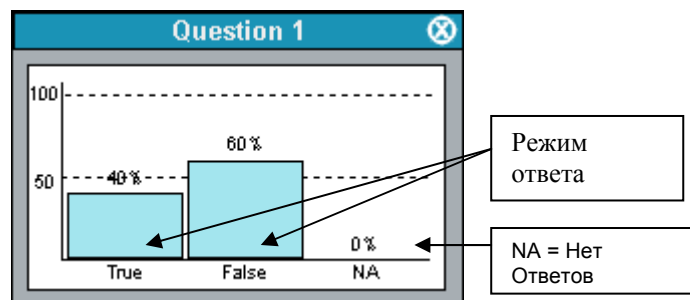 Question 1
100
60 %
Режим
ответа
50
40 %
0 %
NA = Нет
Ответов
True False NA